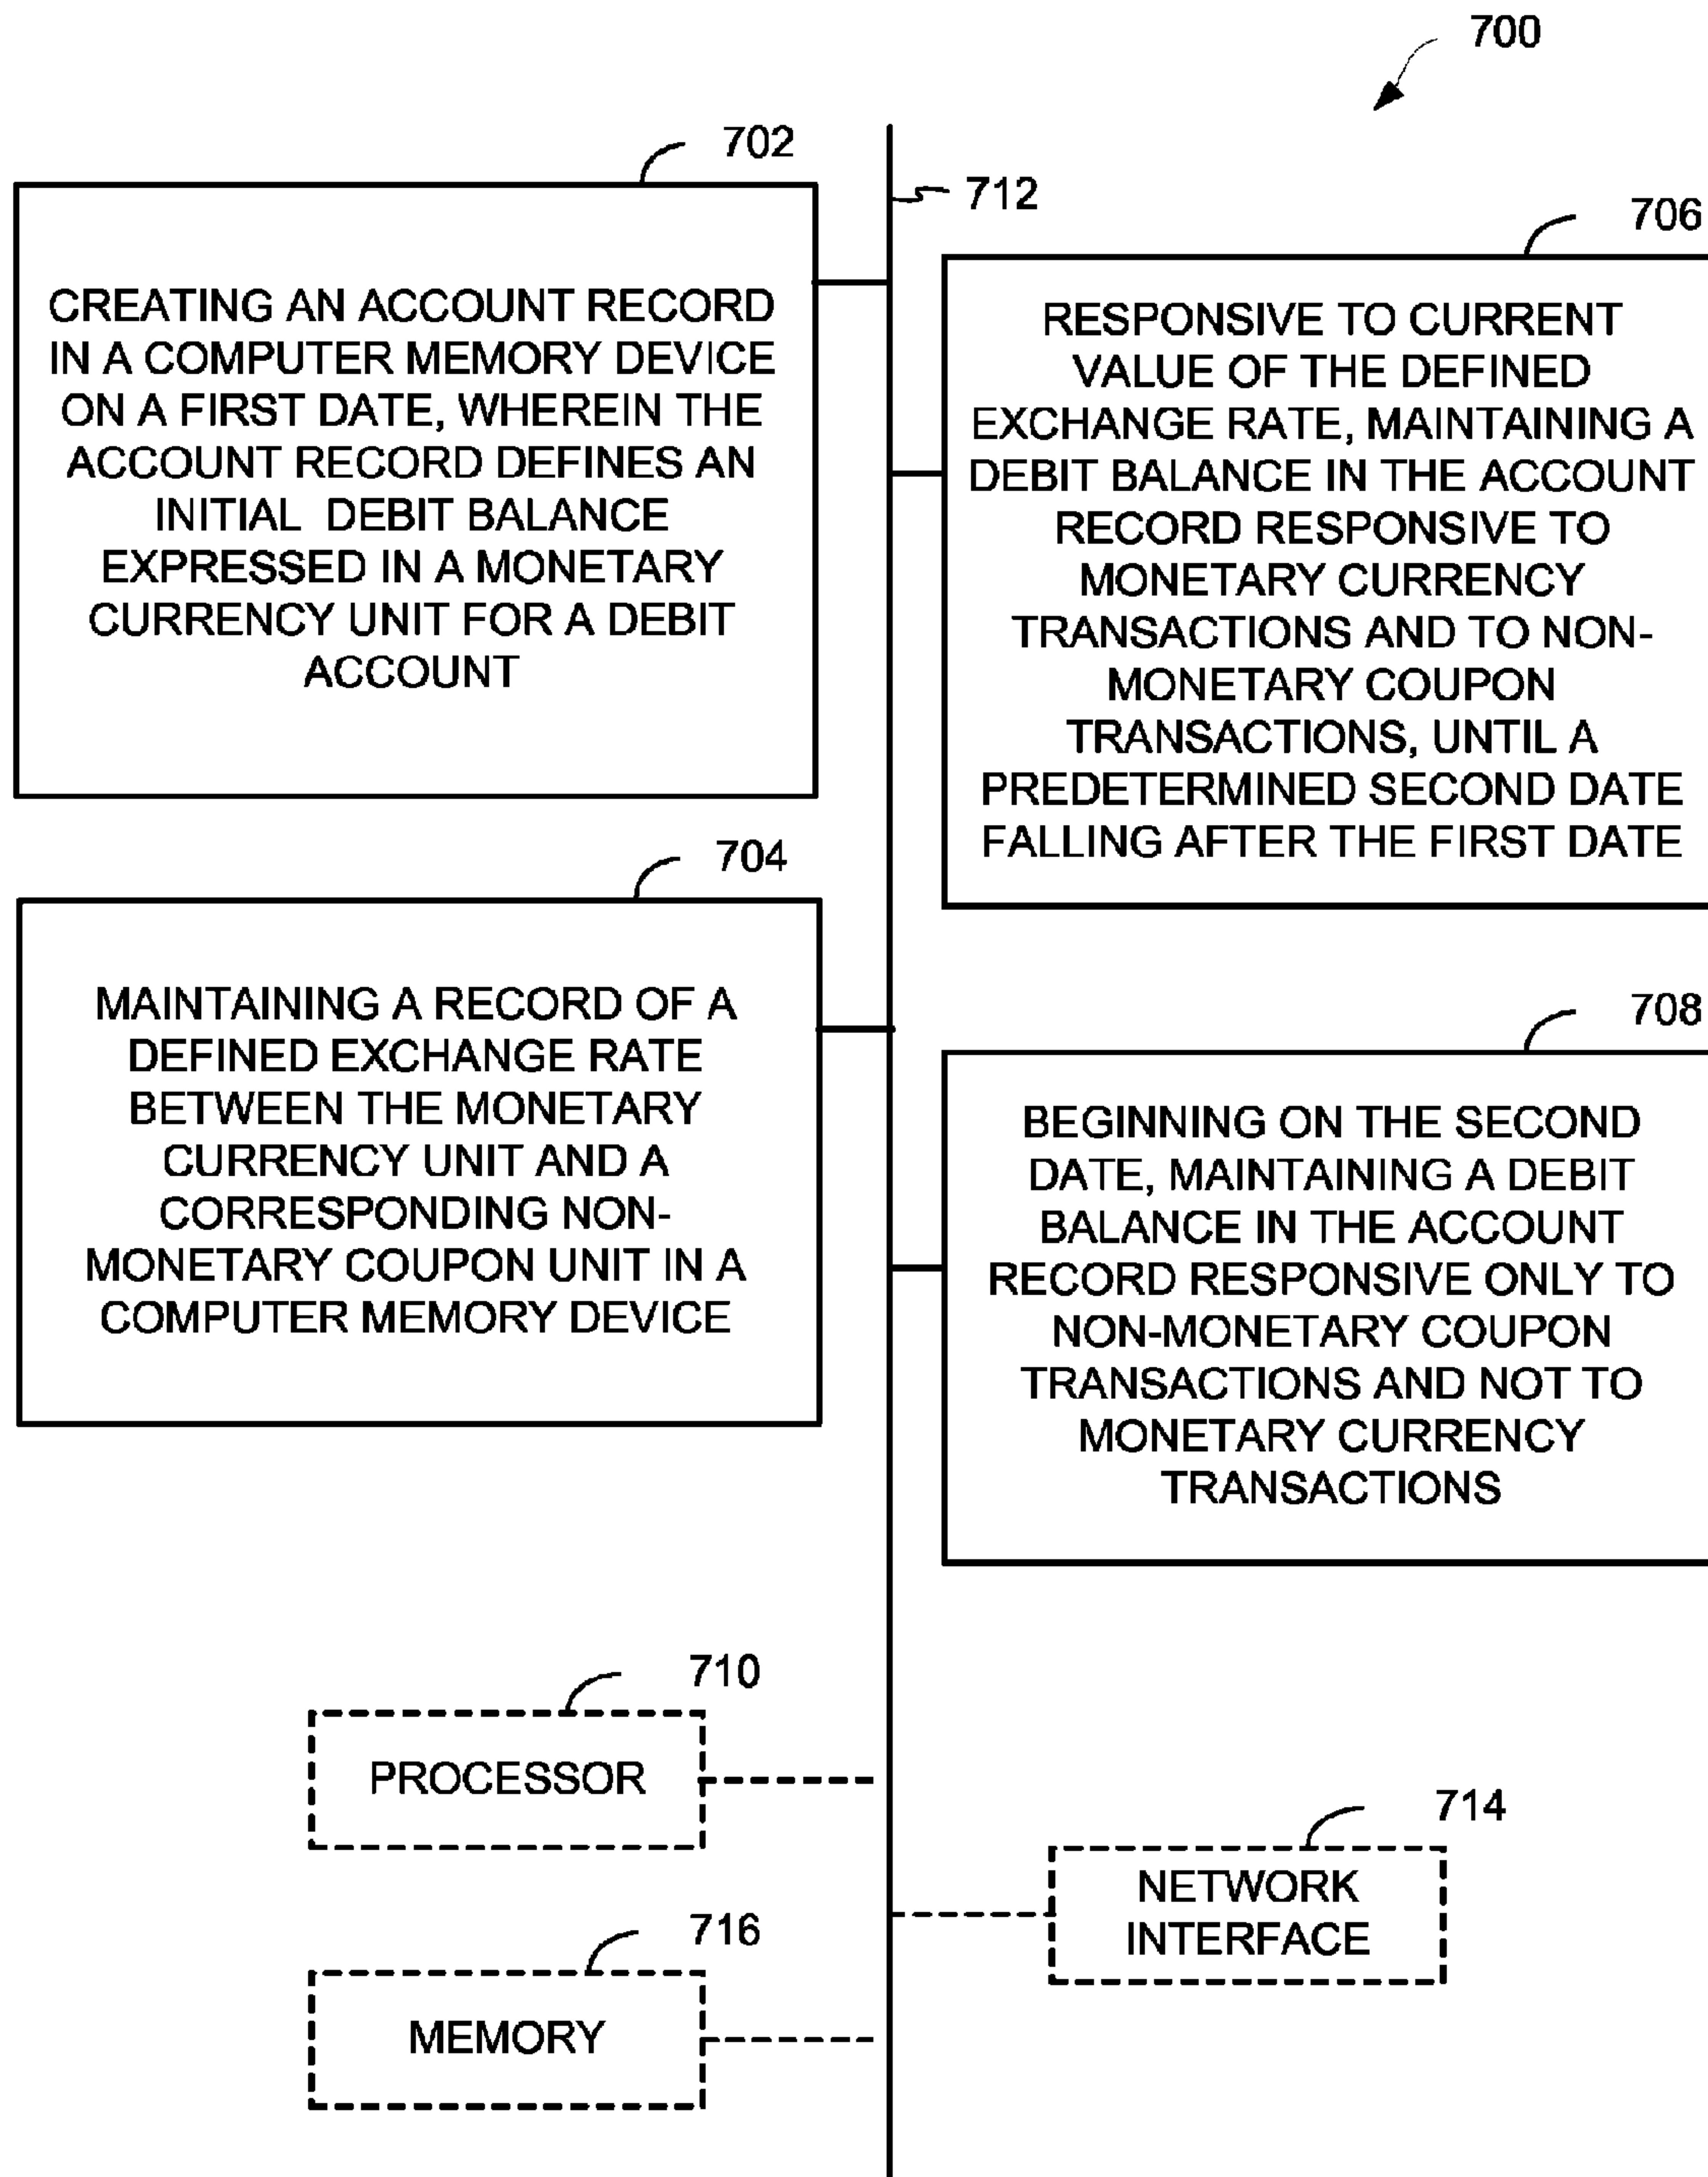 700
702
712
706
CREATING AN ACCOUNT RECORD
IN A COMPUTER MEMORY DEVICE
ON A FIRST DATE, WHEREIN THE
ACCOUNT RECORD DEFINES AN
INITIAL DEBIT BALANCE
EXPRESSED IN A MONETARY
CURRENCY UNIT FOR A DEBIT
ACCOUNT
RESPONSIVE TO CURRENT
VALUE OF THE DEFINED
EXCHANGE RATE, MAINTAINING A
DEBIT BALANCE IN THE ACCOUNT
RECORD RESPONSIVE TO
MONETARY CURRENCY
TRANSACTIONS AND TO NON-
MONETARY COUPON
TRANSACTIONS, UNTIL A
PREDETERMINED SECOND DATE
FALLING AFTER THE FIRST DATE
704
MAINTAINING A RECORD OF A
DEFINED EXCHANGE RATE
BETWEEN THE MONETARY
CURRENCY UNIT AND A
CORRESPONDING NON-
MONETARY COUPON UNIT IN A
COMPUTER MEMORY DEVICE
708
BEGINNING ON THE SECOND
DATE, MAINTAINING A DEBIT
BALANCE IN THE ACCOUNT
RECORD RESPONSIVE ONLY TO
NON-MONETARY COUPON
TRANSACTIONS AND NOT TO
MONETARY CURRENCY
TRANSACTIONS
710
PROCESSOR
714
NETWORK
INTERFACE
716
MEMORY